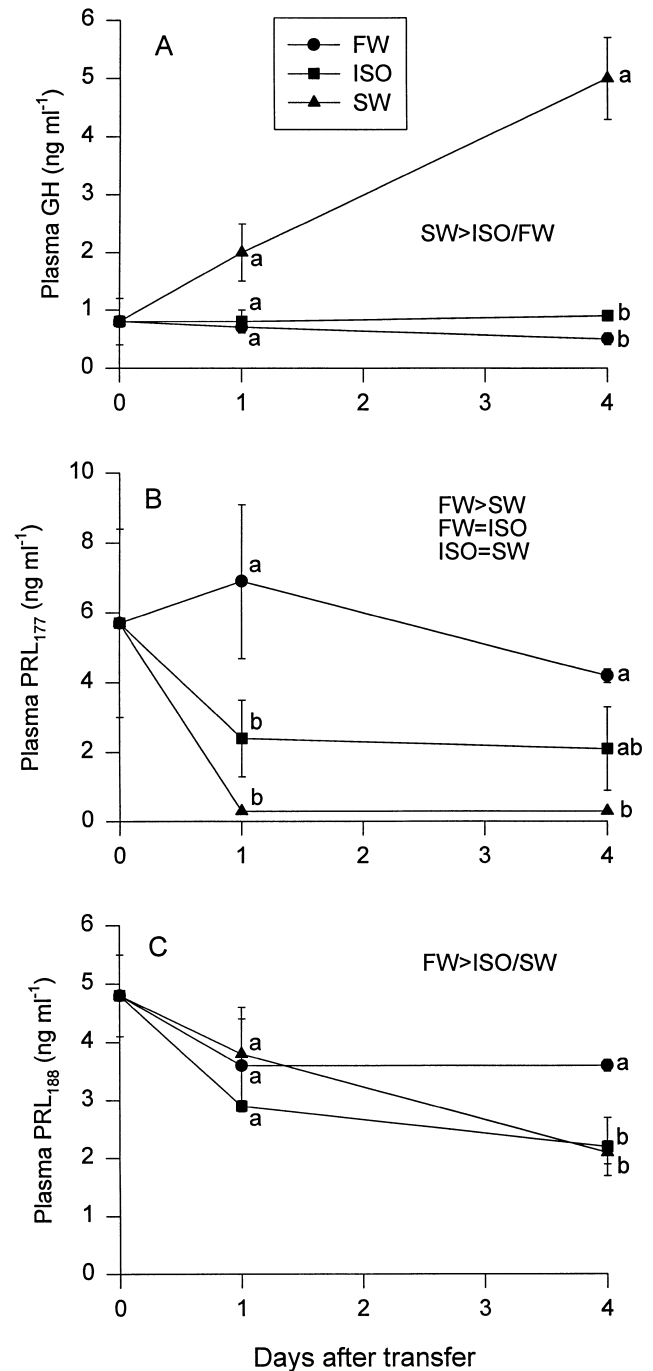 6
A
FW
ISO
SW
5
a
4
3
Plasma GH (ng ml⁻¹)
SW>ISO/FW
2
a
1
a
b
a
b
0
0 1 2 3 4
10
B
FW>SW
FW=ISO
ISO=SW
8
a
Plasma PRL₁₇₇ (ng ml⁻¹)
6
4
a
b
2
ab
b
b
0
0 1 2 3 4
6
C
FW>ISO/SW
5
Plasma PRL₁₈₈ (ng ml⁻¹)
4
a
a
a
3
a
b
2
b
1
0
0 1 2 3 4
Days after transfer